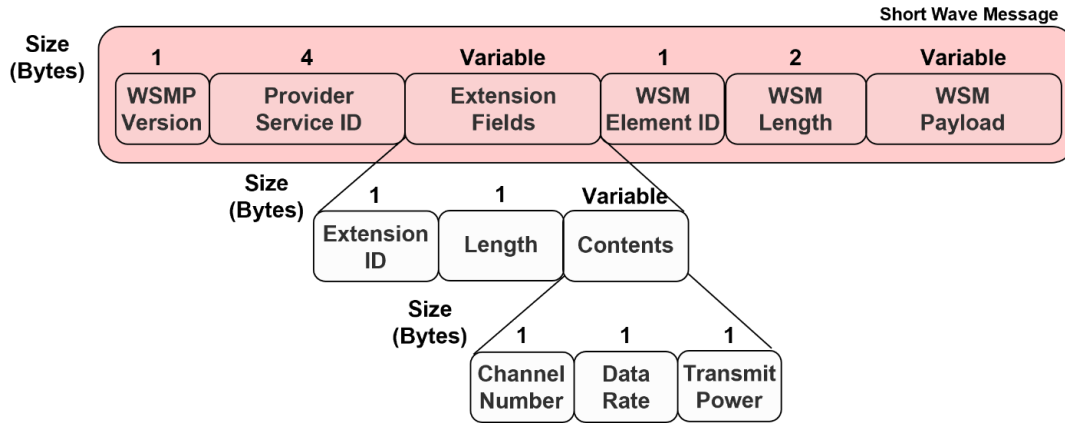 Short Wave Message
Size
(Bytes)
1 4 Variable 1 2 Variable
WSMP
Version
Provider
Service ID
Extension
Fields
WSM
Element ID
WSM
Length
WSM
Payload
Size
(Bytes)
1 1 Variable
Extension
ID
Length
Contents
Size
(Bytes)
1 1 1
Channel
Number
Data
Rate
Transmit
Power